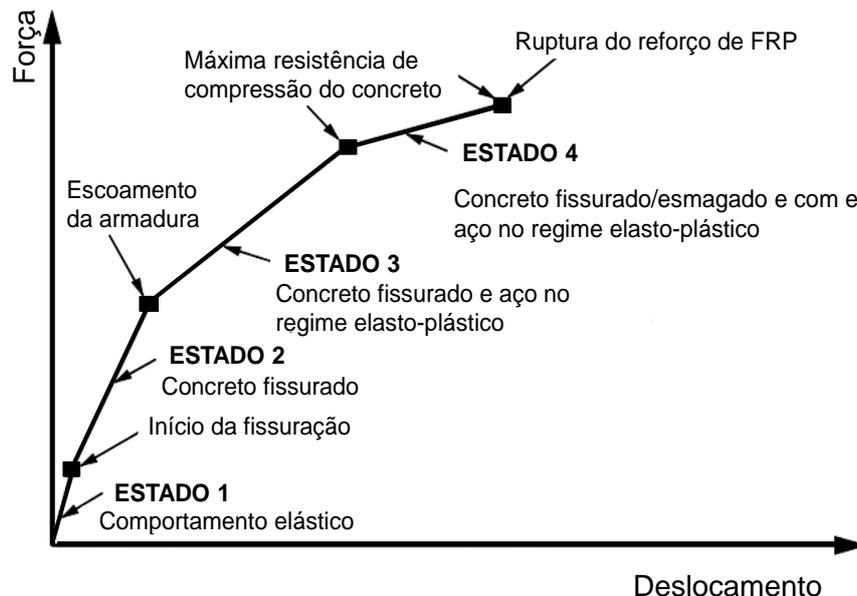 Força
Ruptura do reforço de FRP
Máxima resistência de
compressão do concreto
ESTADO 4
Concreto fissurado/esmagado e com e
aço no regime elasto-plástico
Escoamento
da armadura
ESTADO 3
Concreto fissurado e aço no
regime elasto-plástico
ESTADO 2
Concreto fissurado
Início da fissuração
ESTADO 1
Comportamento elástico
Deslocamento